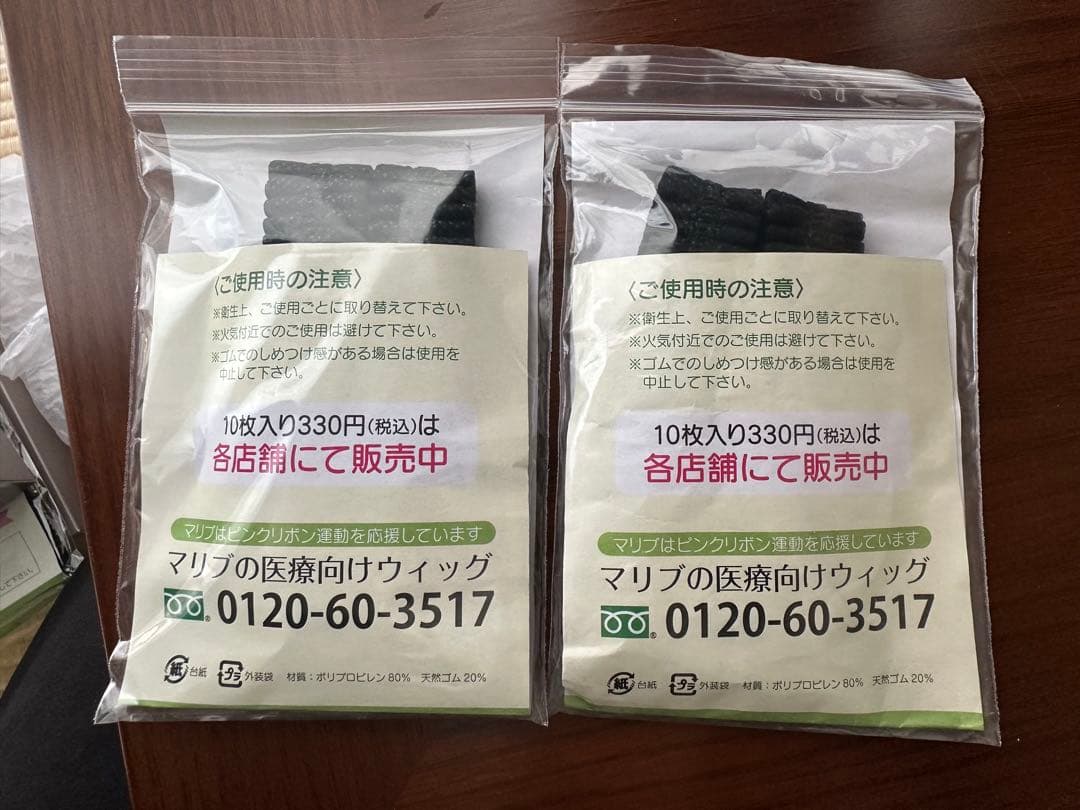 〈ご使用時の注意〉
※衛生上、ご使用ごとに取り替えて下さい。
※火気付近でのご使用は避けて下さい。
※ゴムでのしめつけ感がある場合は使用を
中止して下さい。
10枚入り330円(税込)は
各店舗にて販売中
マリブはピンクリボン運動を応援しています
マリブの医療向けウィッグ
0120-60-3517
紙 台紙 プラ 外装袋 材質:ポリプロピレン80% 天然ゴム20%
〈ご使用時の注意〉
※衛生上、ご使用ごとに取り替えて下さい。
※火気付近でのご使用は避けて下さい。
※ゴムでのしめつけ感がある場合は使用を
中止して下さい。
10枚入り330円(税込)は
各店舗にて販売中
マリブはピンクリボン運動を応援しています
マリブの医療向けウィッグ
0120-60-3517
紙 台紙 プラ 外装袋 材質:ポリプロピレン80% 天然ゴム20%